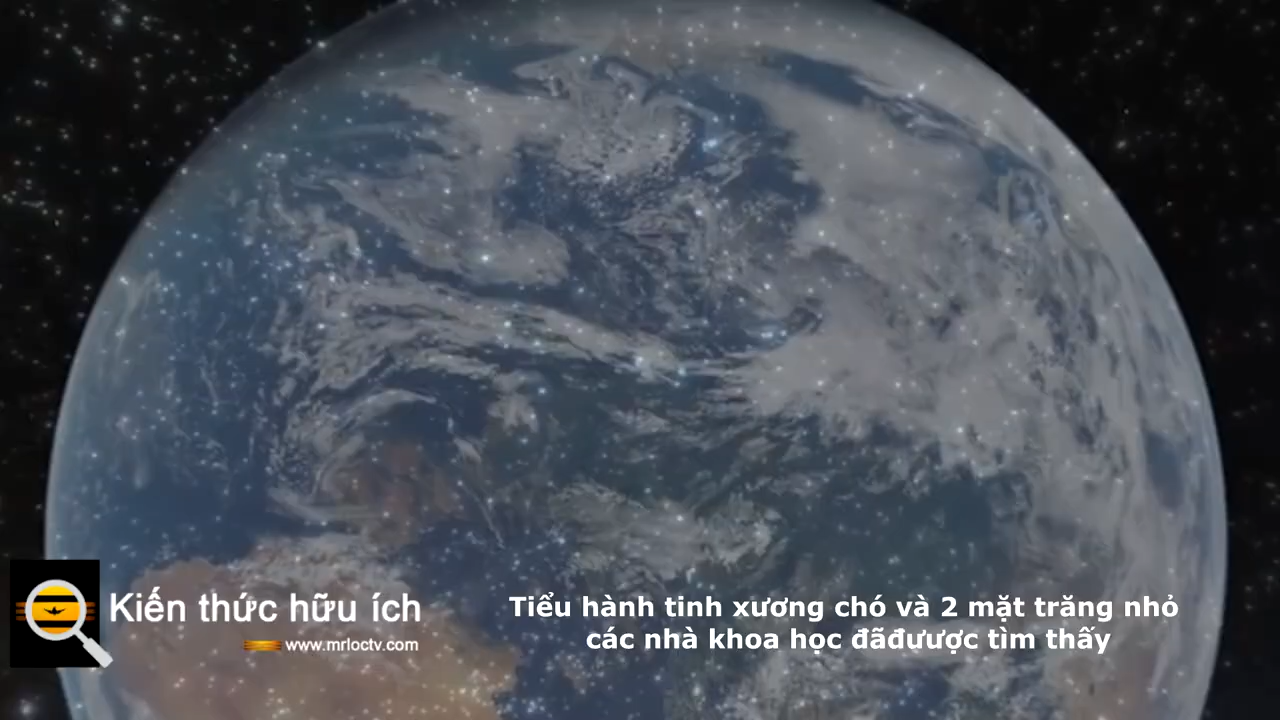 Kiến thức hữu ích
www.mrloctv.com
Tiểu hành tinh xương chó và 2 mặt trăng nhỏ
các nhà khoa học đãđưược tìm thấy